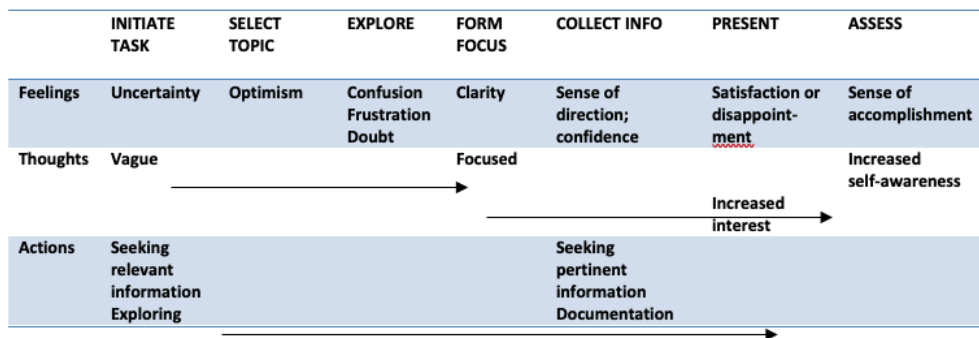 INITIATE TASK SELECT TOPIC EXPLORE FORM FOCUS COLLECT INFO PRESENT ASSESS
Feelings Uncertainty Optimism Confusion Clarity Sense of Satisfaction or Sense of
Frustration direction; disappoint- accomplishment
Doubt confidence ment
Thoughts Vague Focused Increased
self-awareness
Increased
interest
Actions Seeking Seeking
relevant pertinent
information information
Exploring Documentation